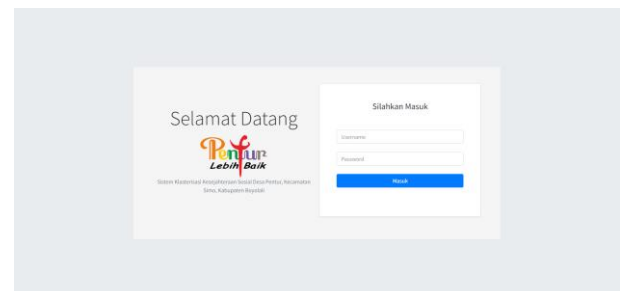 Selamat Datang
Pentur
Lebih Baik
Sistem Klasterisasi Kesejahteraan Sosial Desa Pentur, Kecamatan
Simo, Kabupaten Boyolali
Silahkan Masuk
Username
Password
Masuk